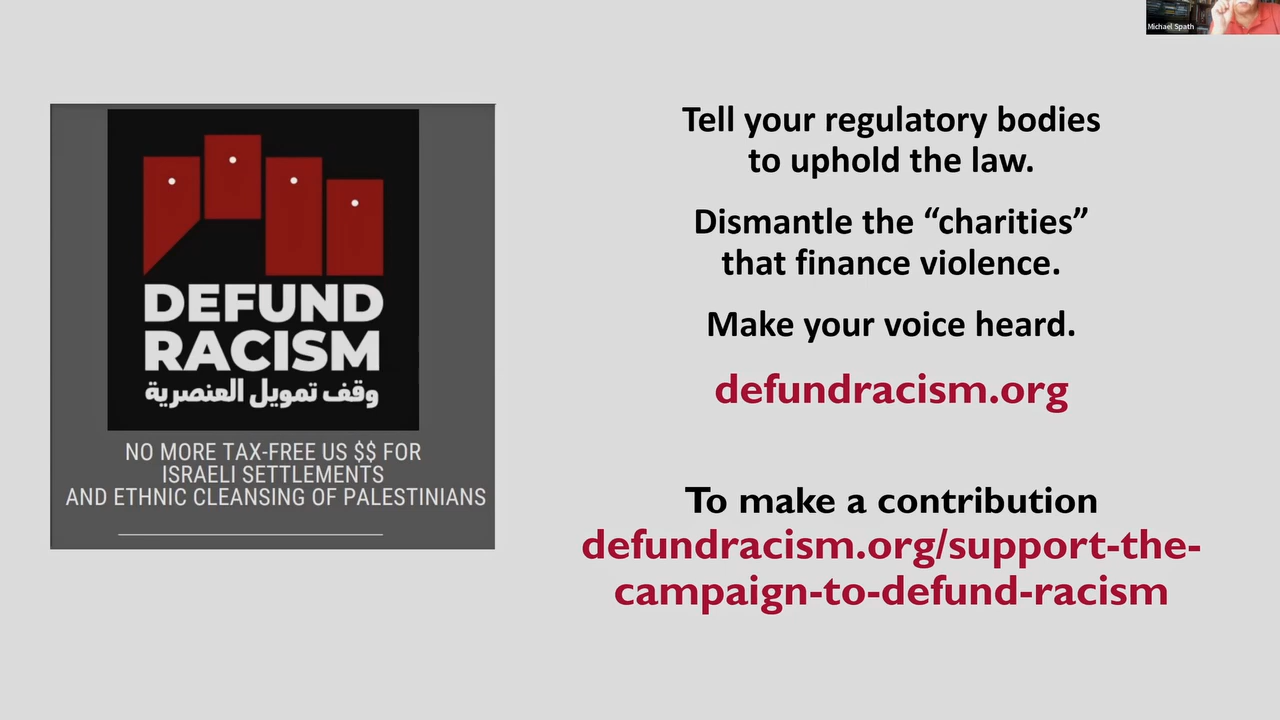 Michael Spath
DEFUND
RACISM
وقف تمويل العنصرية
NO MORE TAX-FREE US $$ FOR
ISRAELI SETTLEMENTS
AND ETHNIC CLEANSING OF PALESTINIANS
Tell your regulatory bodies
to uphold the law.
Dismantle the “charities”
that finance violence.
Make your voice heard.
defundracism.org
To make a contribution
defundracism.org/support-the-
campaign-to-defund-racism